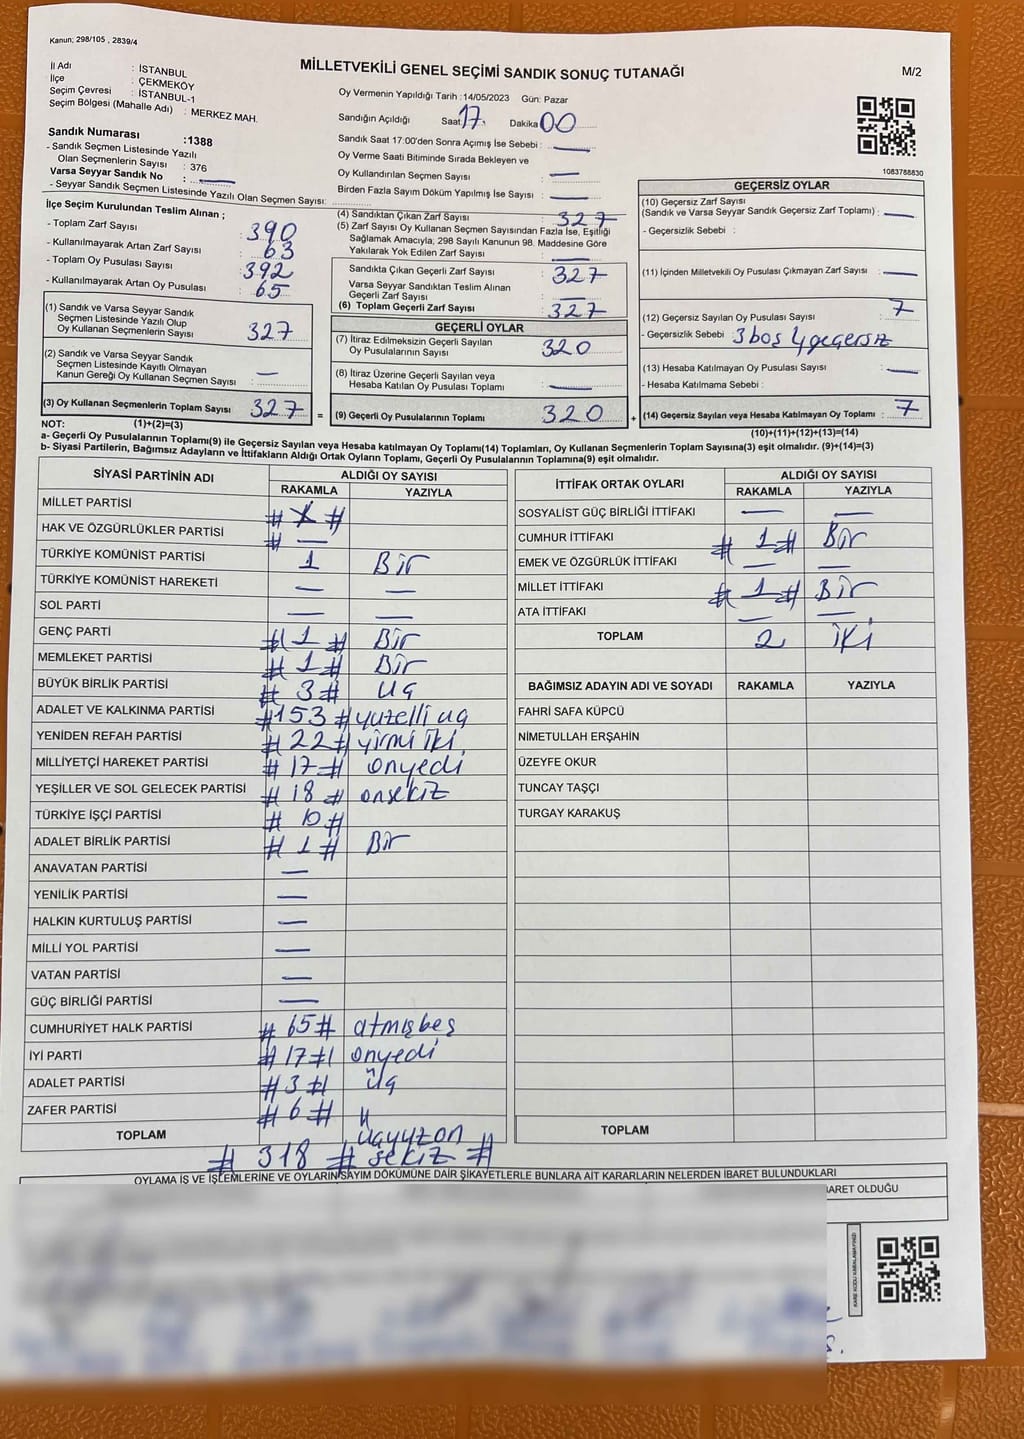 Kanun; 298/105 , 2839/4
MİLLETVEKİLİ GENEL SEÇİMİ SANDIK SONUÇ TUTANAĞI
M/2
İl Adı : İSTANBUL
İlçe : ÇEKMEKÖY
Seçim Çevresi : İSTANBUL-1
Seçim Bölgesi (Mahalle Adı) : MERKEZ MAH.
Sandık Numarası :1388
- Sandık Seçmen Listesinde Yazılı
Olan Seçmenlerin Sayısı : 376
Varsa Seyyar Sandık No : —
- Seyyar Sandık Seçmen Listesinde Yazılı Olan Seçmen Sayısı:
İlçe Seçim Kurulundan Teslim Alınan ;
- Toplam Zarf Sayısı : 390
- Kullanılmayarak Artan Zarf Sayısı : 63
- Toplam Oy Pusulası Sayısı : 392
- Kullanılmayarak Artan Oy Pusulası : 65
(1) Sandık ve Varsa Seyyar Sandık
Seçmen Listesinde Yazılı Olup
Oy Kullanan Seçmenlerin Sayısı : 327
(2) Sandık ve Varsa Seyyar Sandık
Seçmen Listesinde Kayıtlı Olmayan
Kanun Gereği Oy Kullanan Seçmen Sayısı : —
(3) Oy Kullanan Seçmenlerin Toplam Sayısı : 327
Oy Vermenin Yapıldığı Tarih :14/05/2023 Gün: Pazar
Sandığın Açıldığı Saat 17. Dakika 00
Sandık Saat 17:00'den Sonra Açımış İse Sebebi : —
Oy Verme Saati Bitiminde Sırada Bekleyen ve
Oy Kullandırılan Seçmen Sayısı : —
Birden Fazla Sayım Döküm Yapılmış İse Sayısı : —
(4) Sandıktan Çıkan Zarf Sayısı : 327
(5) Zarf Sayısı Oy Kullanan Seçmen Sayısından Fazla İse, Eşitliği
Sağlamak Amacıyla, 298 Sayılı Kanunun 98. Maddesine Göre
Yakılarak Yok Edilen Zarf Sayısı : —
Sandıkta Çıkan Geçerli Zarf Sayısı : 327
Varsa Seyyar Sandıktan Teslim Alınan
Geçerli Zarf Sayısı : —
(6) Toplam Geçerli Zarf Sayısı : 327
GEÇERLİ OYLAR
(7) İtiraz Edilmeksizin Geçerli Sayılan
Oy Pusulalarının Sayısı : 320
(8) İtiraz Üzerine Geçerli Sayılan veya
Hesaba Katılan Oy Pusulası Toplamı : —
= (9) Geçerli Oy Pusulalarının Toplamı : 320 +
1083788830
GEÇERSİZ OYLAR
(10) Geçersiz Zarf Sayısı
(Sandık ve Varsa Seyyar Sandık Geçersiz Zarf Toplamı) : —
- Geçersizlik Sebebi :
(11) İçinden Milletvekili Oy Pusulası Çıkmayan Zarf Sayısı : —
(12) Geçersiz Sayılan Oy Pusulası Sayısı : 7
- Geçersizlik Sebebi : 3 boş 4 geçersiz
(13) Hesaba Katılmayan Oy Pusulası Sayısı : —
- Hesaba Katılmama Sebebi :
(14) Geçersiz Sayılan veya Hesaba Katılmayan Oy Toplamı : 7
NOT: (1)+(2)=(3)
(10)+(11)+(12)+(13)=(14)
a- Geçerli Oy Pusulalarının Toplamı(9) ile Geçersiz Sayılan veya Hesaba katılmayan Oy Toplamı(14) Toplamları, Oy Kullanan Seçmenlerin Toplam Sayısına(3) eşit olmalıdır. (9)+(14)=(3)
b- Siyasi Partilerin, Bağımsız Adayların ve İttifakların Aldığı Ortak Oyların Toplamı, Geçerli Oy Pusulalarının Toplamına(9) eşit olmalıdır.
SİYASİ PARTİNİN ADI ALDIĞI OY SAYISI
RAKAMLA YAZIYLA
MİLLET PARTİSI # #
HAK VE ÖZGÜRLÜKLER PARTİSİ # —
TÜRKİYE KOMÜNİST PARTİSİ 1 Bir
TÜRKİYE KOMÜNİST HAREKETİ — —
SOL PARTİ — —
GENÇ PARTİ # 1 # Bir
MEMLEKET PARTİSİ # 1 # Bir
BÜYÜK BİRLİK PARTİSİ # 3 # üç
ADALET VE KALKINMA PARTİSİ #153 # yüzelli üç
YENİDEN REFAH PARTİSİ # 22 # yirmi iki
MİLLİYETÇİ HAREKET PARTİSİ # 17 # onyedi
YEŞİLLER VE SOL GELECEK PARTİSİ # 18 # onsekiz
TÜRKİYE İŞÇİ PARTİSİ # 10 #
ADALET BİRLİK PARTİSİ # 1 # Bir
ANAVATAN PARTİSİ —
YENİLİK PARTİSİ —
HALKIN KURTULUŞ PARTİSİ —
MİLLİ YOL PARTİSİ —
VATAN PARTİSİ —
GÜÇ BİRLİĞİ PARTİSİ —
CUMHURİYET HALK PARTİSİ # 65 # atmışbeş
İYİ PARTİ # 17 # onyedi
ADALET PARTİSİ # 3 # üç
ZAFER PARTİSİ # 6 #
TOPLAM # 318 # üçyüzon sekiz #
İTTİFAK ORTAK OYLARI ALDIĞI OY SAYISI
RAKAMLA YAZIYLA
SOSYALİST GÜÇ BİRLİĞİ İTTİFAKI — —
CUMHUR İTTİFAKI # 1 # Bir
EMEK VE ÖZGÜRLÜK İTTİFAKI — —
MİLLET İTTİFAKI # 1 # Bir
ATA İTTİFAKI — —
TOPLAM 2 iki
BAĞIMSIZ ADAYIN ADI VE SOYADI RAKAMLA YAZIYLA
FAHRİ SAFA KÜPCÜ
NİMETULLAH ERŞAHİN
ÜZEYFE OKUR
TUNCAY TAŞÇI
TURGAY KARAKUŞ
TOPLAM
OYLAMA İŞ VE İŞLEMLERİNE VE OYLARIN SAYIM DÖKÜMÜNE DAİR ŞİKAYETLERLE BUNLARA AİT KARARLARIN NELERDEN İBARET BULUNDUKLARI
BARET OLDUĞU